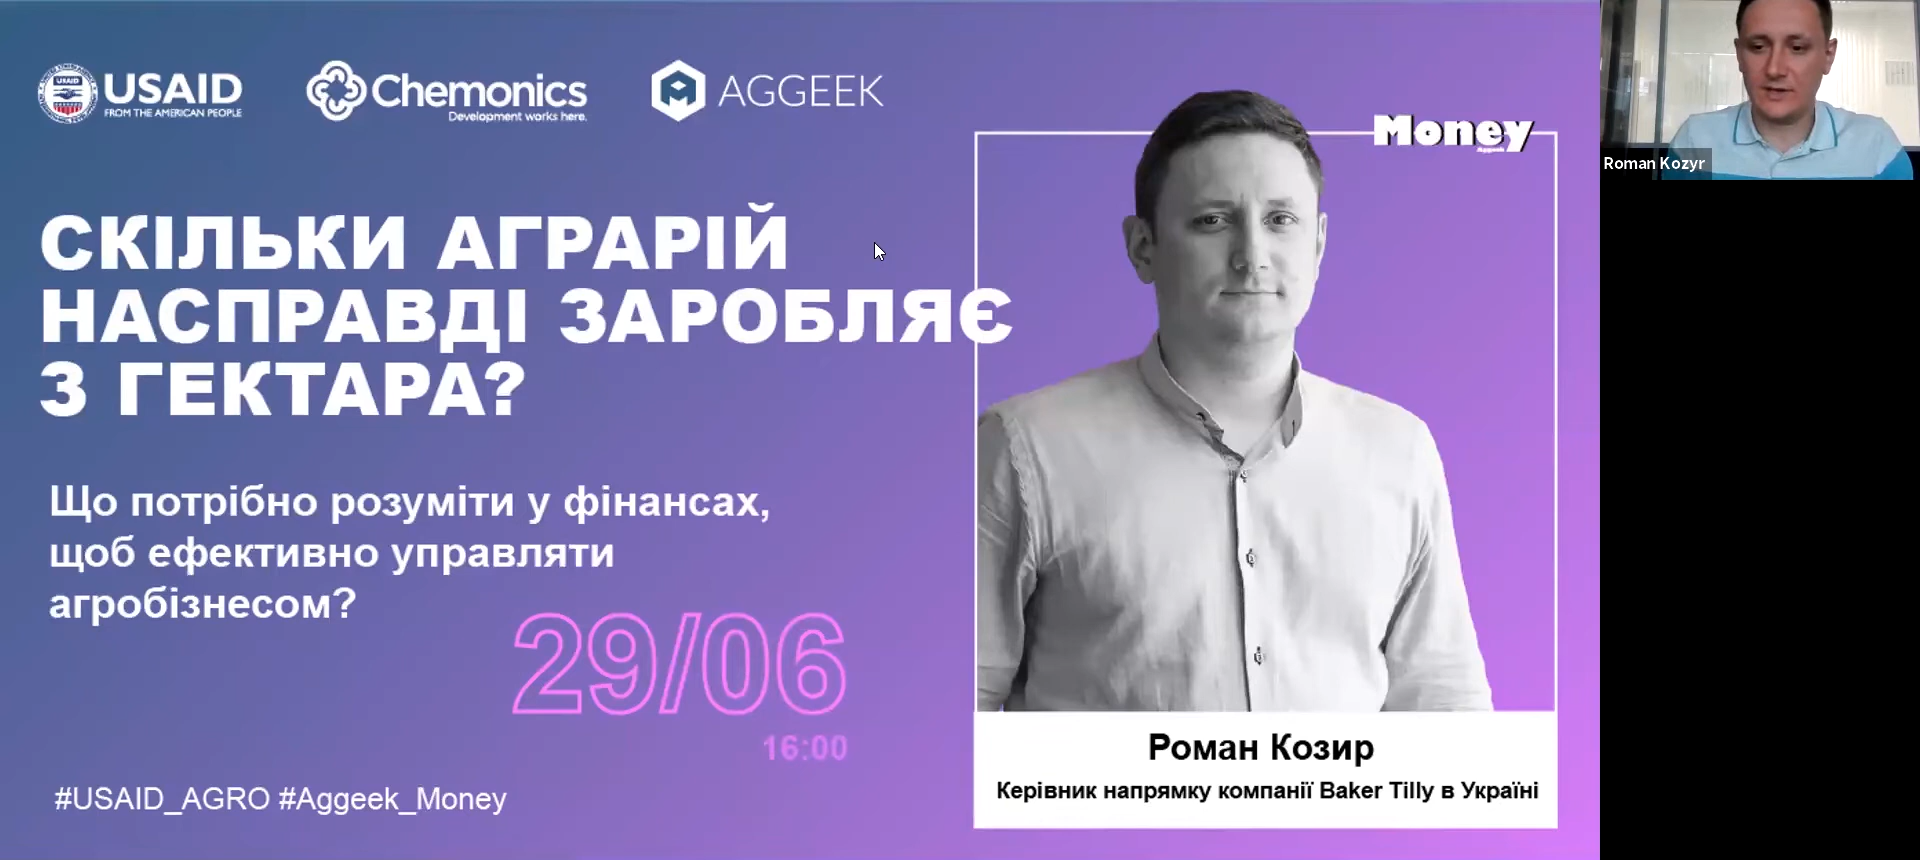 USAID
FROM THE AMERICAN PEOPLE
Chemonics
Development works here.
AGGEEK
Money
Aggeek
Roman Kozyr
СКІЛЬКИ АГРАРІЙ
НАСПРАВДІ ЗАРОБЛЯЄ
З ГЕКТАРА?
Що потрібно розуміти у фінансах,
щоб ефективно управляти
агробізнесом?
29/06
16:00
#USAID_AGRO #Aggeek_Money
Роман Козир
Керівник напрямку компанії Baker Tilly в Україні